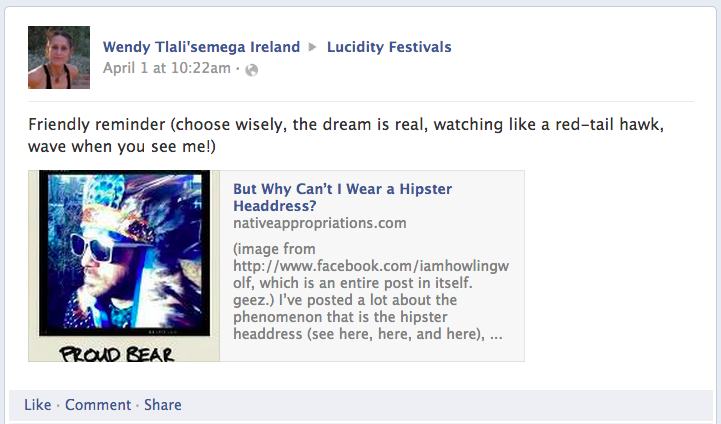 Wendy Tlali'semega Ireland ▶ Lucidity Festivals
April 1 at 10:22am ·
Friendly reminder (choose wisely, the dream is real, watching like a red-tail hawk,
wave when you see me!)
But Why Can't I Wear a Hipster
Headdress?
nativeappropriations.com
(image from
http://www.facebook.com/iamhowlingw
olf, which is an entire post in itself.
geez.) I've posted a lot about the
phenomenon that is the hipster
headdress (see here, here, and here), ...
PROUD BEAR
Like · Comment · Share